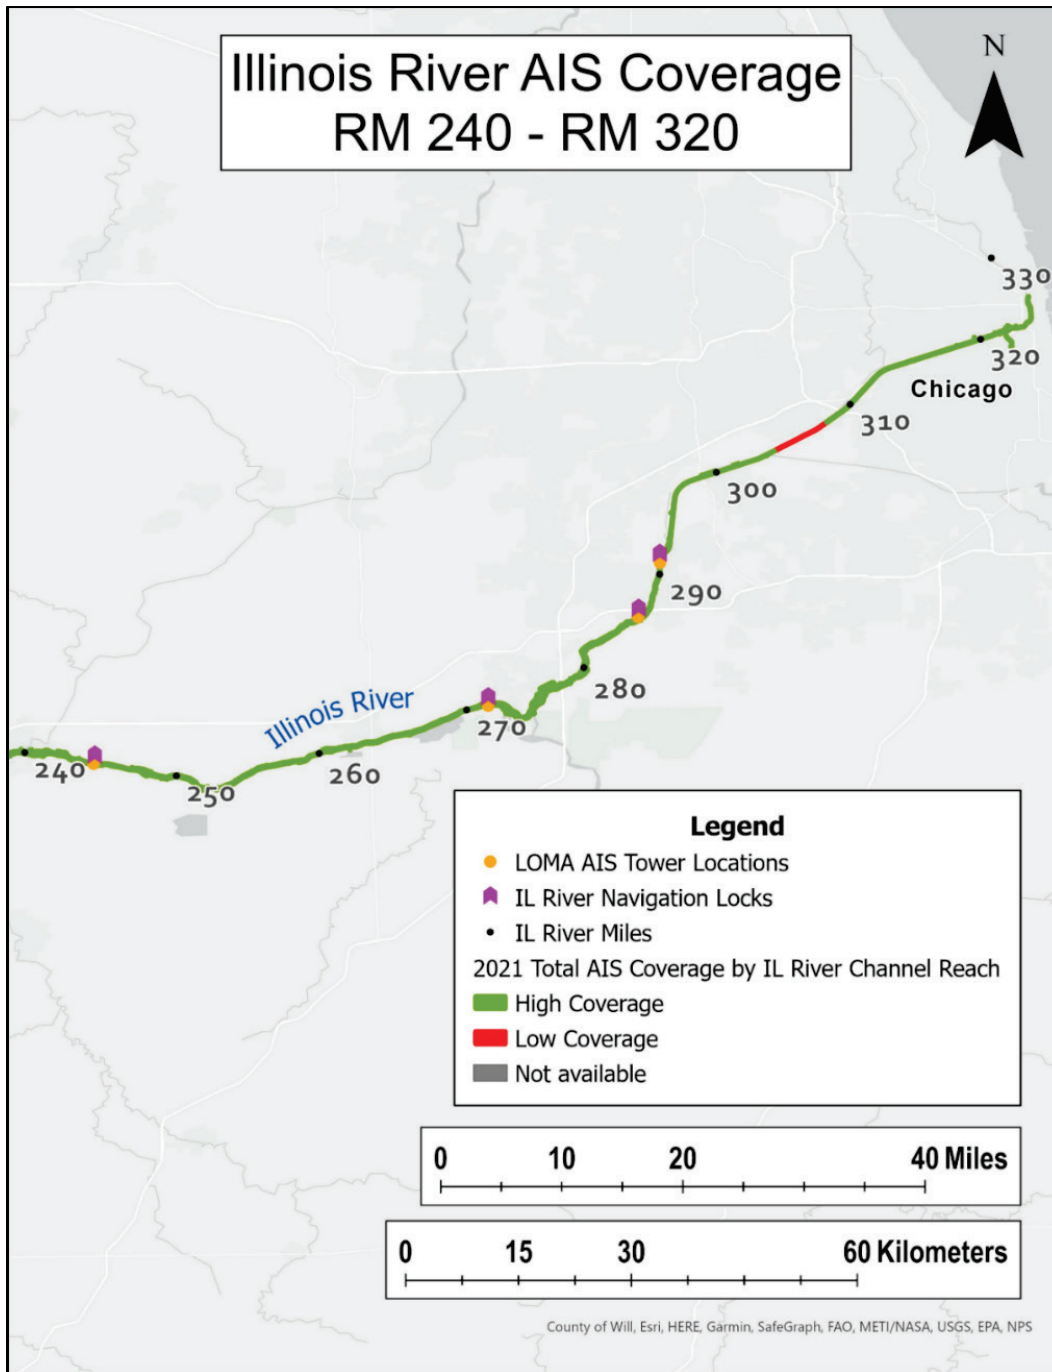 Illinois River AIS Coverage
RM 240 - RM 320
N
330
320
Chicago
310
300
290
280
Illinois River
270
240
260
250
Legend
LOMA AIS Tower Locations
IL River Navigation Locks
IL River Miles
2021 Total AIS Coverage by IL River Channel Reach
High Coverage
Low Coverage
Not available
0 10 20 40 Miles
0 15 30 60 Kilometers
County of Will, Esri, HERE, Garmin, SafeGraph, FAO, METI/NASA, USGS, EPA, NPS